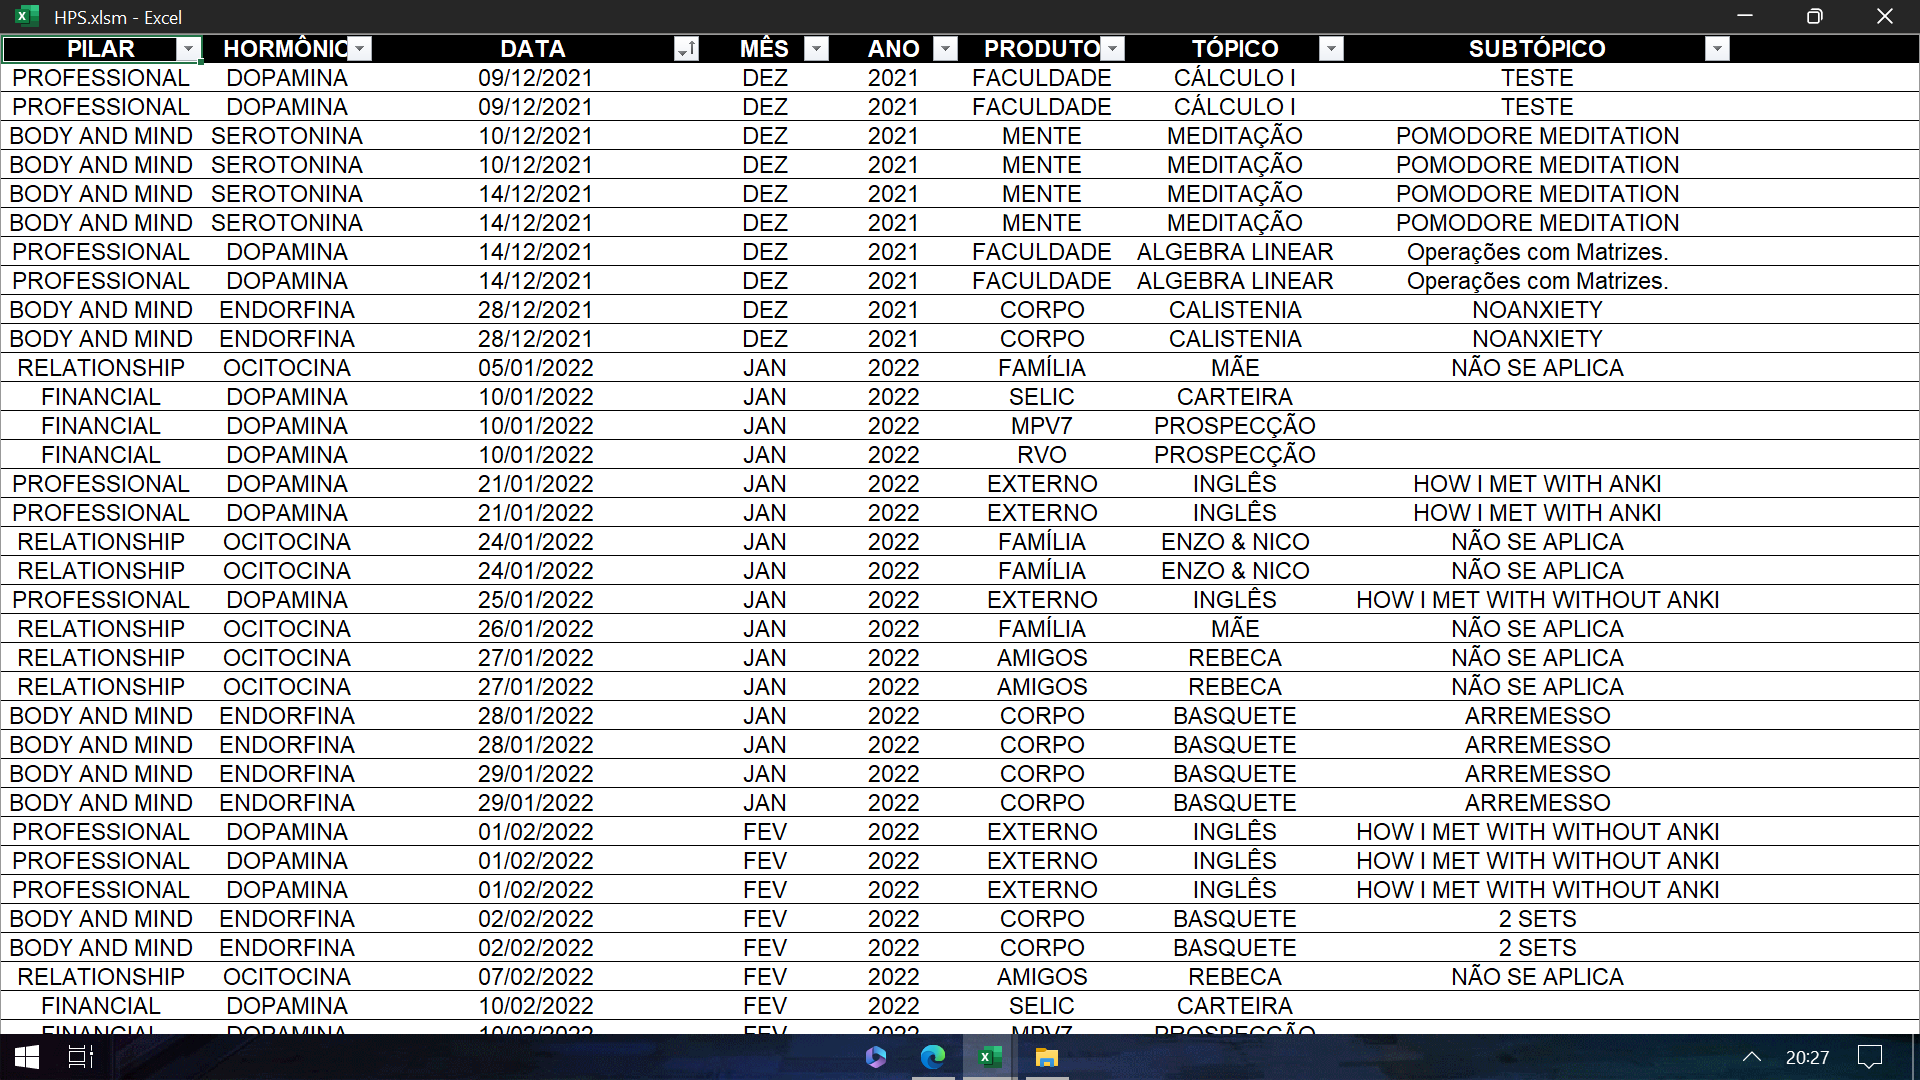 HPS.xlsm - Excel
PILAR HORMÔNIO DATA MÊS ANO PRODUTO TÓPICO SUBTÓPICO
PROFESSIONAL DOPAMINA 09/12/2021 DEZ 2021 FACULDADE CÁLCULO I TESTE
PROFESSIONAL DOPAMINA 09/12/2021 DEZ 2021 FACULDADE CÁLCULO I TESTE
BODY AND MIND SEROTONINA 10/12/2021 DEZ 2021 MENTE MEDITAÇÃO POMODORE MEDITATION
BODY AND MIND SEROTONINA 10/12/2021 DEZ 2021 MENTE MEDITAÇÃO POMODORE MEDITATION
BODY AND MIND SEROTONINA 14/12/2021 DEZ 2021 MENTE MEDITAÇÃO POMODORE MEDITATION
BODY AND MIND SEROTONINA 14/12/2021 DEZ 2021 MENTE MEDITAÇÃO POMODORE MEDITATION
PROFESSIONAL DOPAMINA 14/12/2021 DEZ 2021 FACULDADE ALGEBRA LINEAR Operações com Matrizes.
PROFESSIONAL DOPAMINA 14/12/2021 DEZ 2021 FACULDADE ALGEBRA LINEAR Operações com Matrizes.
BODY AND MIND ENDORFINA 28/12/2021 DEZ 2021 CORPO CALISTENIA NOANXIETY
BODY AND MIND ENDORFINA 28/12/2021 DEZ 2021 CORPO CALISTENIA NOANXIETY
RELATIONSHIP OCITOCINA 05/01/2022 JAN 2022 FAMÍLIA MÃE NÃO SE APLICA
FINANCIAL DOPAMINA 10/01/2022 JAN 2022 SELIC CARTEIRA
FINANCIAL DOPAMINA 10/01/2022 JAN 2022 MPV7 PROSPECÇÃO
FINANCIAL DOPAMINA 10/01/2022 JAN 2022 RVO PROSPECÇÃO
PROFESSIONAL DOPAMINA 21/01/2022 JAN 2022 EXTERNO INGLÊS HOW I MET WITH ANKI
PROFESSIONAL DOPAMINA 21/01/2022 JAN 2022 EXTERNO INGLÊS HOW I MET WITH ANKI
RELATIONSHIP OCITOCINA 24/01/2022 JAN 2022 FAMÍLIA ENZO & NICO NÃO SE APLICA
RELATIONSHIP OCITOCINA 24/01/2022 JAN 2022 FAMÍLIA ENZO & NICO NÃO SE APLICA
PROFESSIONAL DOPAMINA 25/01/2022 JAN 2022 EXTERNO INGLÊS HOW I MET WITH WITHOUT ANKI
RELATIONSHIP OCITOCINA 26/01/2022 JAN 2022 FAMÍLIA MÃE NÃO SE APLICA
RELATIONSHIP OCITOCINA 27/01/2022 JAN 2022 AMIGOS REBECA NÃO SE APLICA
RELATIONSHIP OCITOCINA 27/01/2022 JAN 2022 AMIGOS REBECA NÃO SE APLICA
BODY AND MIND ENDORFINA 28/01/2022 JAN 2022 CORPO BASQUETE ARREMESSO
BODY AND MIND ENDORFINA 28/01/2022 JAN 2022 CORPO BASQUETE ARREMESSO
BODY AND MIND ENDORFINA 29/01/2022 JAN 2022 CORPO BASQUETE ARREMESSO
BODY AND MIND ENDORFINA 29/01/2022 JAN 2022 CORPO BASQUETE ARREMESSO
PROFESSIONAL DOPAMINA 01/02/2022 FEV 2022 EXTERNO INGLÊS HOW I MET WITH WITHOUT ANKI
PROFESSIONAL DOPAMINA 01/02/2022 FEV 2022 EXTERNO INGLÊS HOW I MET WITH WITHOUT ANKI
PROFESSIONAL DOPAMINA 01/02/2022 FEV 2022 EXTERNO INGLÊS HOW I MET WITH WITHOUT ANKI
BODY AND MIND ENDORFINA 02/02/2022 FEV 2022 CORPO BASQUETE 2 SETS
BODY AND MIND ENDORFINA 02/02/2022 FEV 2022 CORPO BASQUETE 2 SETS
RELATIONSHIP OCITOCINA 07/02/2022 FEV 2022 AMIGOS REBECA NÃO SE APLICA
FINANCIAL DOPAMINA 10/02/2022 FEV 2022 SELIC CARTEIRA
FINANCIAL DOPAMINA 10/02/2022 FEV 2022 MPV7 PROSPECÇÃO
20:27